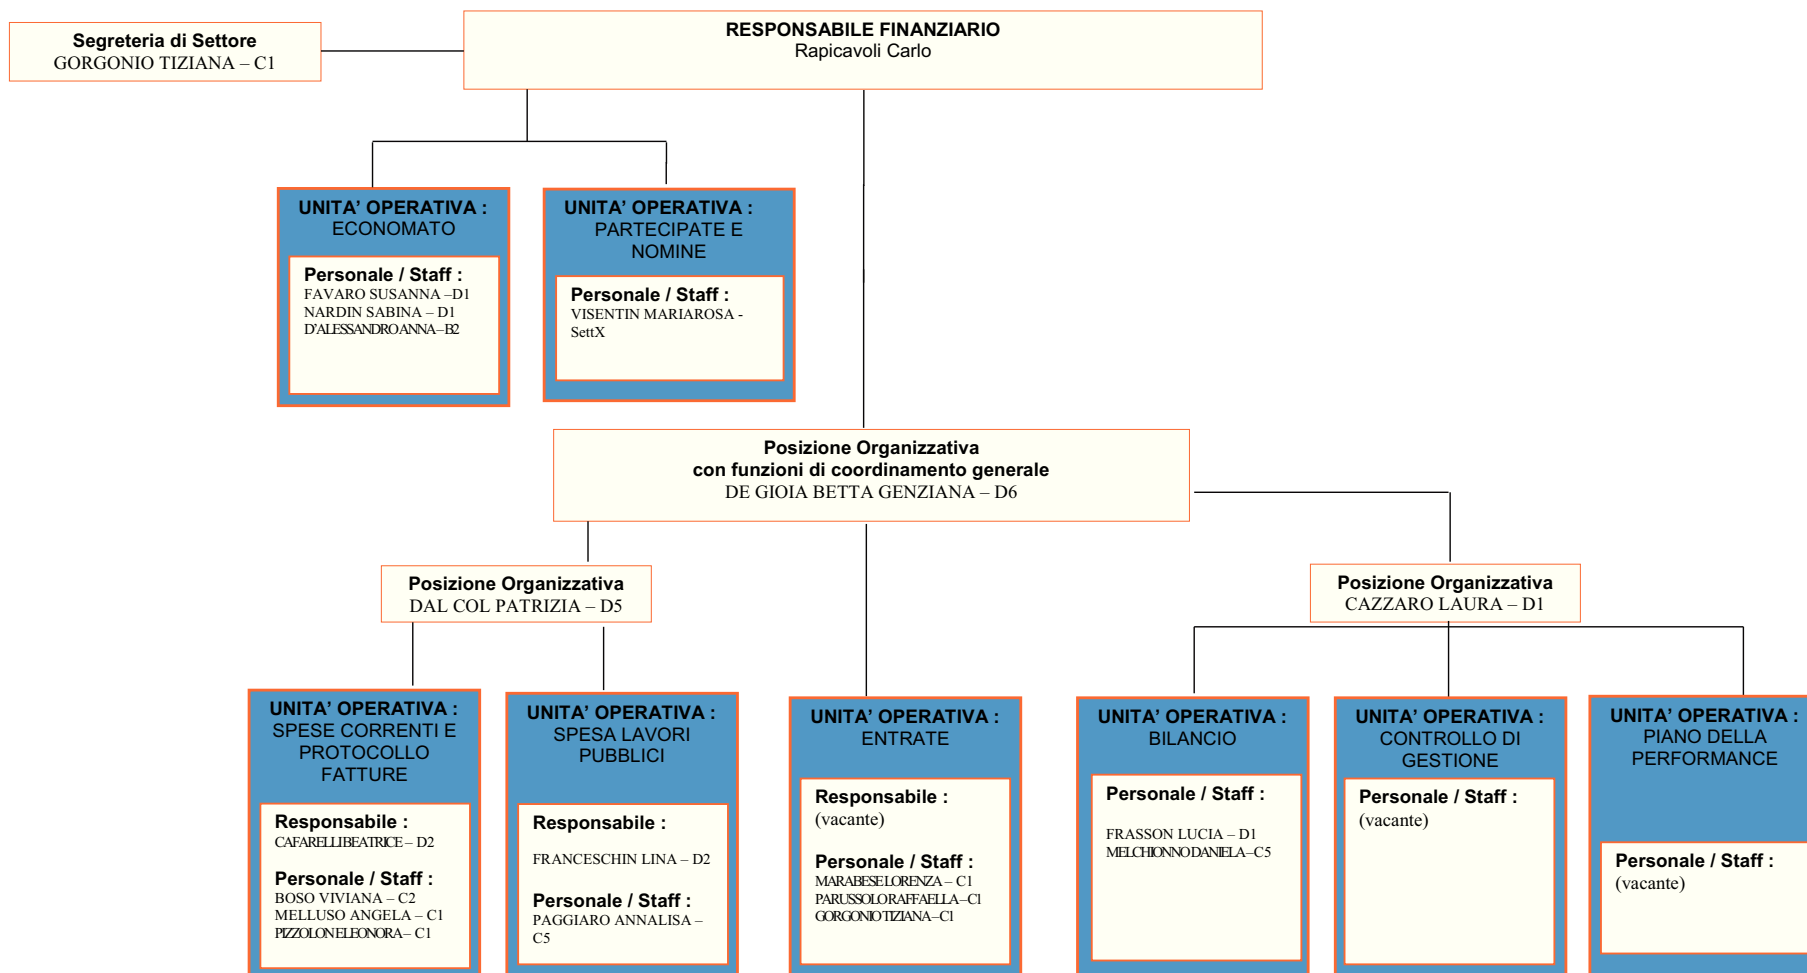 Segreteria di Settore
GORGONIO TIZIANA – C1
RESPONSABILE FINANZIARIO
Rapicavoli Carlo
UNITA’ OPERATIVA :
ECONOMATO
Personale / Staff :
FAVARO SUSANNA –D1
NARDIN SABINA – D1
D’ALESSANDRO ANNA – B2
UNITA’ OPERATIVA :
PARTECIPATE E
NOMINE
Personale / Staff :
VISENTIN MARIAROSA -
SettX
Posizione Organizzativa
con funzioni di coordinamento generale
DE GIOIA BETTA GENZIANA – D6
Posizione Organizzativa
DAL COL PATRIZIA – D5
Posizione Organizzativa
CAZZARO LAURA – D1
UNITA’ OPERATIVA :
SPESE CORRENTI E
PROTOCOLLO
FATTURE
Responsabile :
CAFARELLI BEATRICE – D2
Personale / Staff :
BOSO VIVIANA – C2
MELLUSO ANGELA – C1
PIZZOLON ELEONORA – C1
UNITA’ OPERATIVA :
SPESA LAVORI
PUBBLICI
Responsabile :
FRANCESCHIN LINA – D2
Personale / Staff :
PAGGIARO ANNALISA –
C5
UNITA’ OPERATIVA :
ENTRATE
Responsabile :
(vacante)
Personale / Staff :
MARABESE LORENZA – C1
PARUSSOLO RAFFAELLA – C1
GORGONIO TIZIANA – C1
UNITA’ OPERATIVA :
BILANCIO
Personale / Staff :
FRASSON LUCIA – D1
MELCHIONNO DANIELA – C5
UNITA’ OPERATIVA :
CONTROLLO DI
GESTIONE
Personale / Staff :
(vacante)
UNITA’ OPERATIVA :
PIANO DELLA
PERFORMANCE
Personale / Staff :
(vacante)